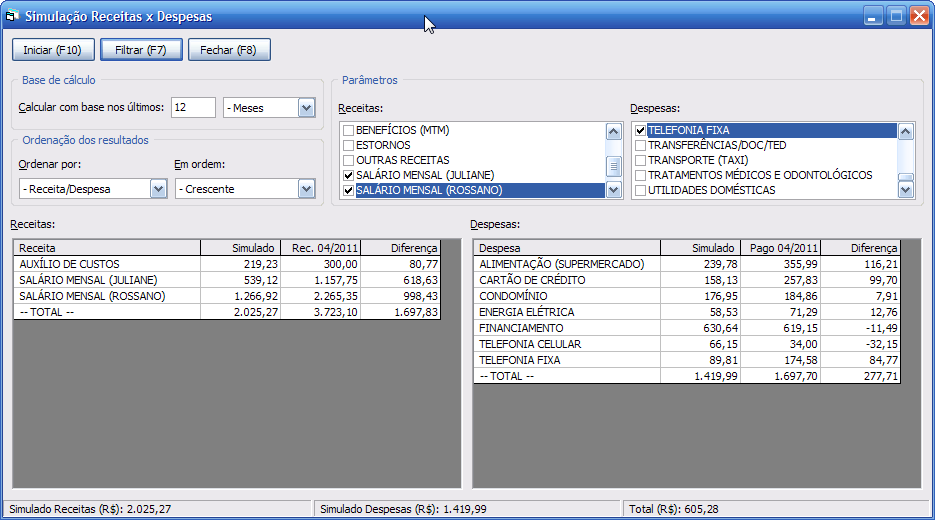 Simulação Receitas x Despesas
Iniciar (F10) Filtrar (F7) Fechar (F8)
Base de cálculo
Calcular com base nos últimos: 12 - Meses
Ordenação dos resultados
Ordenar por: Em ordem:
- Receita/Despesa - Crescente
Parâmetros
Receitas:
BENEFÍCIOS (MTM)
ESTORNOS
OUTRAS RECEITAS
SALÁRIO MENSAL (JULIANE)
SALÁRIO MENSAL (ROSSANO)
Despesas:
TELEFONIA FIXA
TRANSFERÊNCIAS/DOC/TED
TRANSPORTE (TAXI)
TRATAMENTOS MÉDICOS E ODONTOLÓGICOS
UTILIDADES DOMÉSTICAS
Receitas:
Receita Simulado Rec. 04/2011 Diferença
AUXÍLIO DE CUSTOS 219,23 300,00 80,77
SALÁRIO MENSAL (JULIANE) 539,12 1.157,75 618,63
SALÁRIO MENSAL (ROSSANO) 1.266,92 2.265,35 998,43
-- TOTAL -- 2.025,27 3.723,10 1.697,83
Despesas:
Despesa Simulado Pago 04/2011 Diferença
ALIMENTAÇÃO (SUPERMERCADO) 239,78 355,99 116,21
CARTÃO DE CRÉDITO 158,13 257,83 99,70
CONDOMÍNIO 176,95 184,86 7,91
ENERGIA ELÉTRICA 58,53 71,29 12,76
FINANCIAMENTO 630,64 619,15 -11,49
TELEFONIA CELULAR 66,15 34,00 -32,15
TELEFONIA FIXA 89,81 174,58 84,77
-- TOTAL -- 1.419,99 1.697,70 277,71
Simulado Receitas (R$): 2.025,27 Simulado Despesas (R$): 1.419,99 Total (R$): 605,28